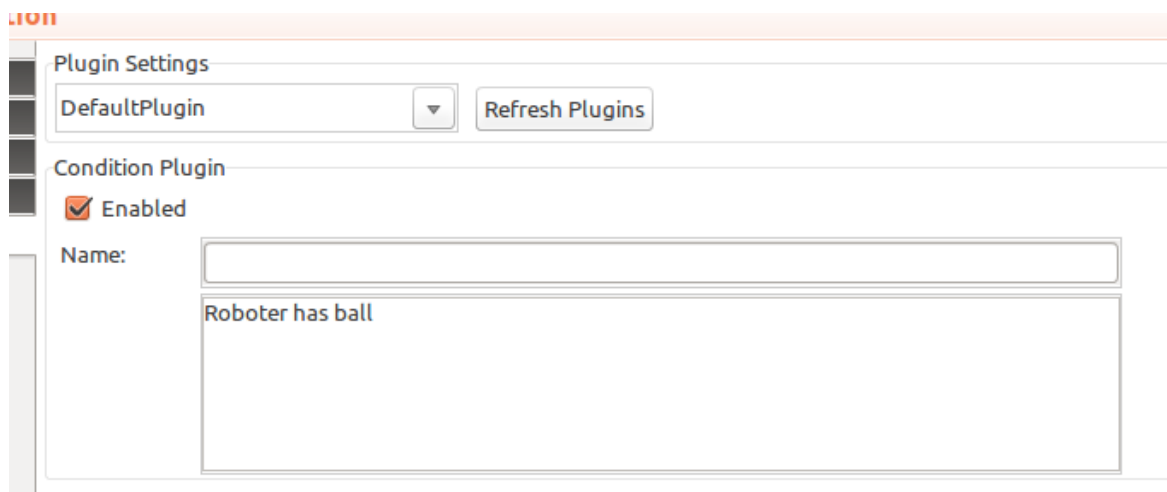 Plugin Settings
DefaultPlugin Refresh Plugins
Condition Plugin
Enabled
Name:
Roboter has ball